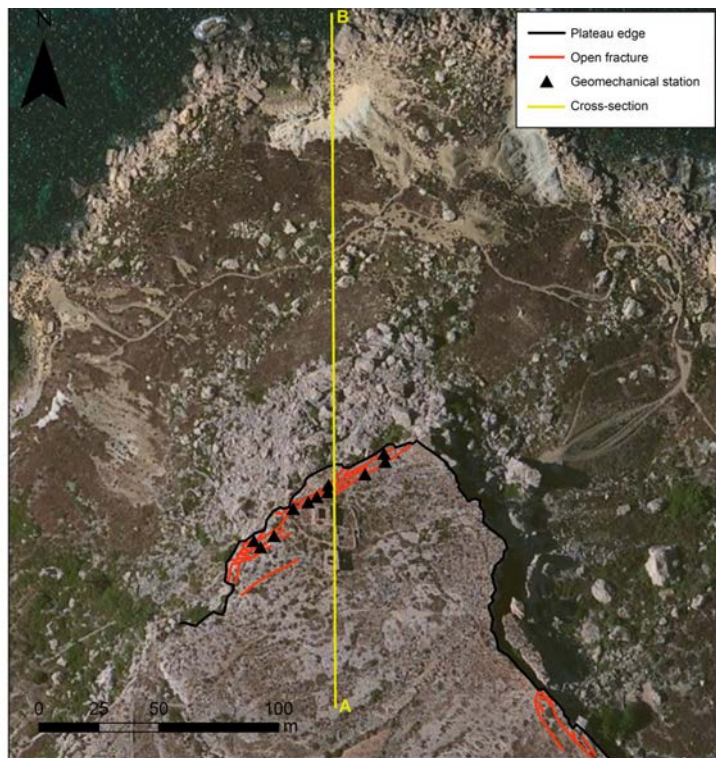 N
B
Plateau edge
Open fracture
Geomechanical station
Cross-section
A
0 25 50 100
m